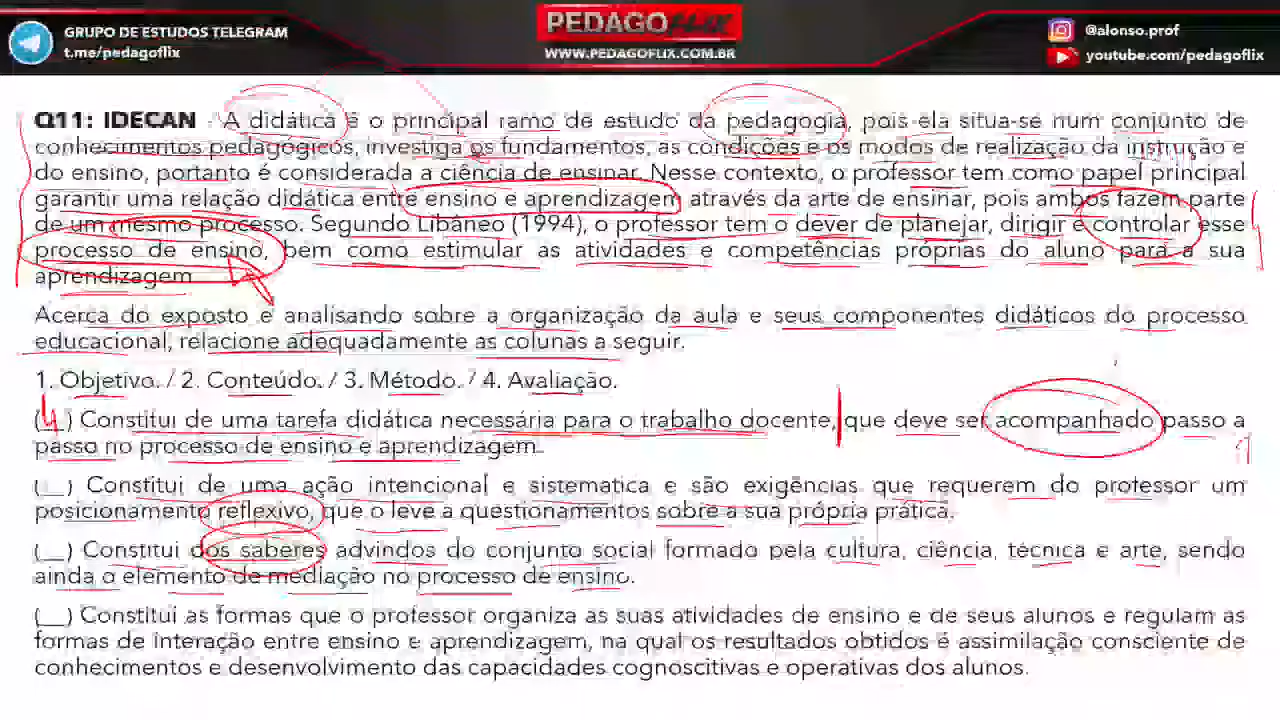 GRUPO DE ESTUDOS TELEGRAM
t.me/pedagoflix
PEDAGOflix
WWW.PEDAGOFLIX.COM.BR
@alonso.prof
youtube.com/pedagoflix
Q11: IDECAN - A didática é o principal ramo de estudo da pedagogia, pois ela situa-se num conjunto de
conhecimentos pedagógicos, investiga os fundamentos, as condições e os modos de realização da instrução e
do ensino, portanto é considerada a ciência de ensinar. Nesse contexto, o professor tem como papel principal
garantir uma relação didática entre ensino e aprendizagem através da arte de ensinar, pois ambos fazem parte
de um mesmo processo. Segundo Libâneo (1994), o professor tem o dever de planejar, dirigir e controlar esse
processo de ensino, bem como estimular as atividades e competências próprias do aluno para a sua
aprendizagem.
Acerca do exposto e analisando sobre a organização da aula e seus componentes didáticos do processo
educacional, relacione adequadamente as colunas a seguir.
1. Objetivo. / 2. Conteúdo. / 3. Método. / 4. Avaliação.
(4) Constitui de uma tarefa didática necessária para o trabalho docente, que deve ser acompanhado passo a
passo no processo de ensino e aprendizagem.
(__) Constitui de uma ação intencional e sistemática e são exigências que requerem do professor um
posicionamento reflexivo, que o leve a questionamentos sobre a sua própria prática.
(__) Constitui dos saberes advindos do conjunto social formado pela cultura, ciência, técnica e arte, sendo
ainda o elemento de mediação no processo de ensino.
(__) Constitui as formas que o professor organiza as suas atividades de ensino e de seus alunos e regulam as
formas de interação entre ensino e aprendizagem, na qual os resultados obtidos é assimilação consciente de
conhecimentos e desenvolvimento das capacidades cognoscitivas e operativas dos alunos.